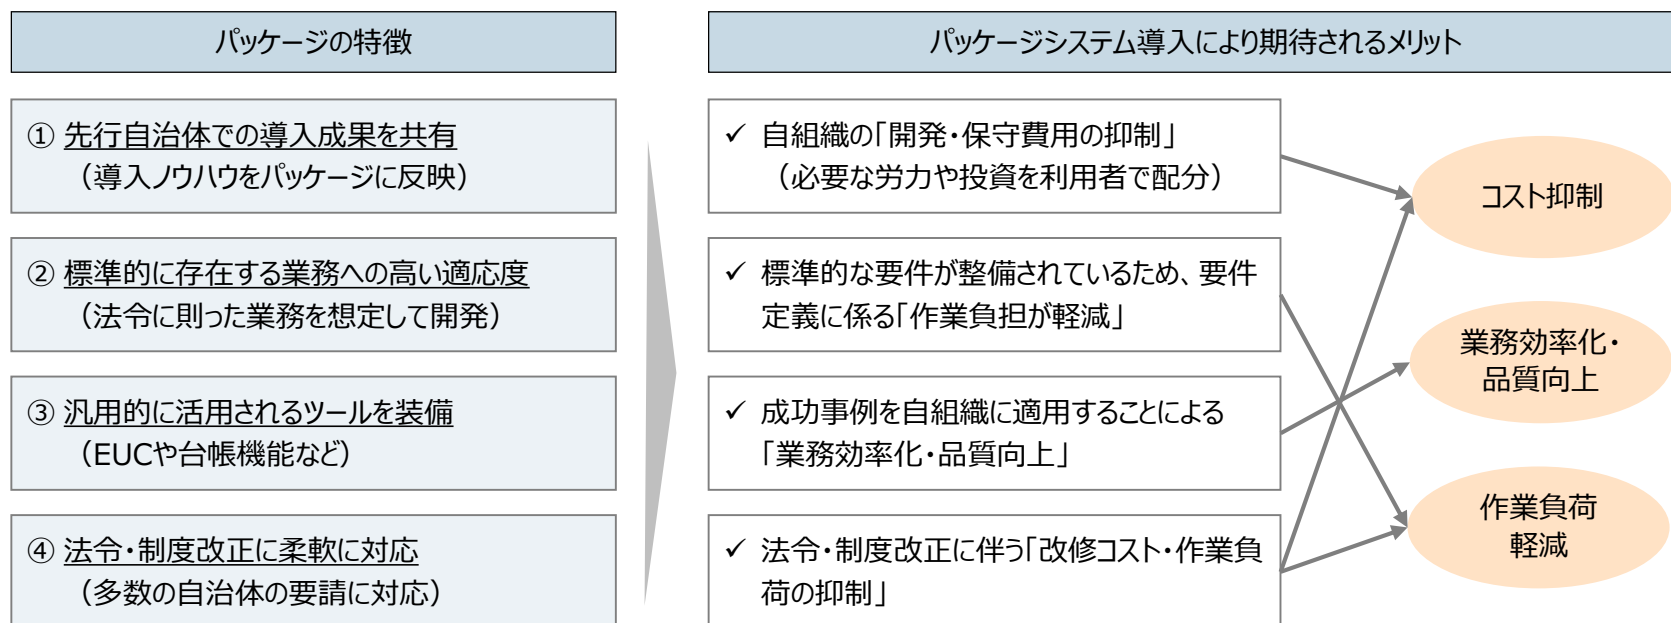 パッケージの特徴
① 先行自治体での導入成果を共有
（導入ノウハウをパッケージに反映）
② 標準的に存在する業務への高い適応度
（法令に則った業務を想定して開発）
③ 汎用的に活用されるツールを装備
（EUCや台帳機能など）
④ 法令・制度改正に柔軟に対応
（多数の自治体の要請に対応）
パッケージシステム導入により期待されるメリット
✓ 自組織の「開発・保守費用の抑制」
（必要な労力や投資を利用者で配分）
✓ 標準的な要件が整備されているため、要件
定義に係る「作業負担が軽減」
✓ 成功事例を自組織に適用することによる
「業務効率化・品質向上」
✓ 法令・制度改正に伴う「改修コスト・作業負
荷の抑制」
コスト抑制
業務効率化・
品質向上
作業負荷
軽減